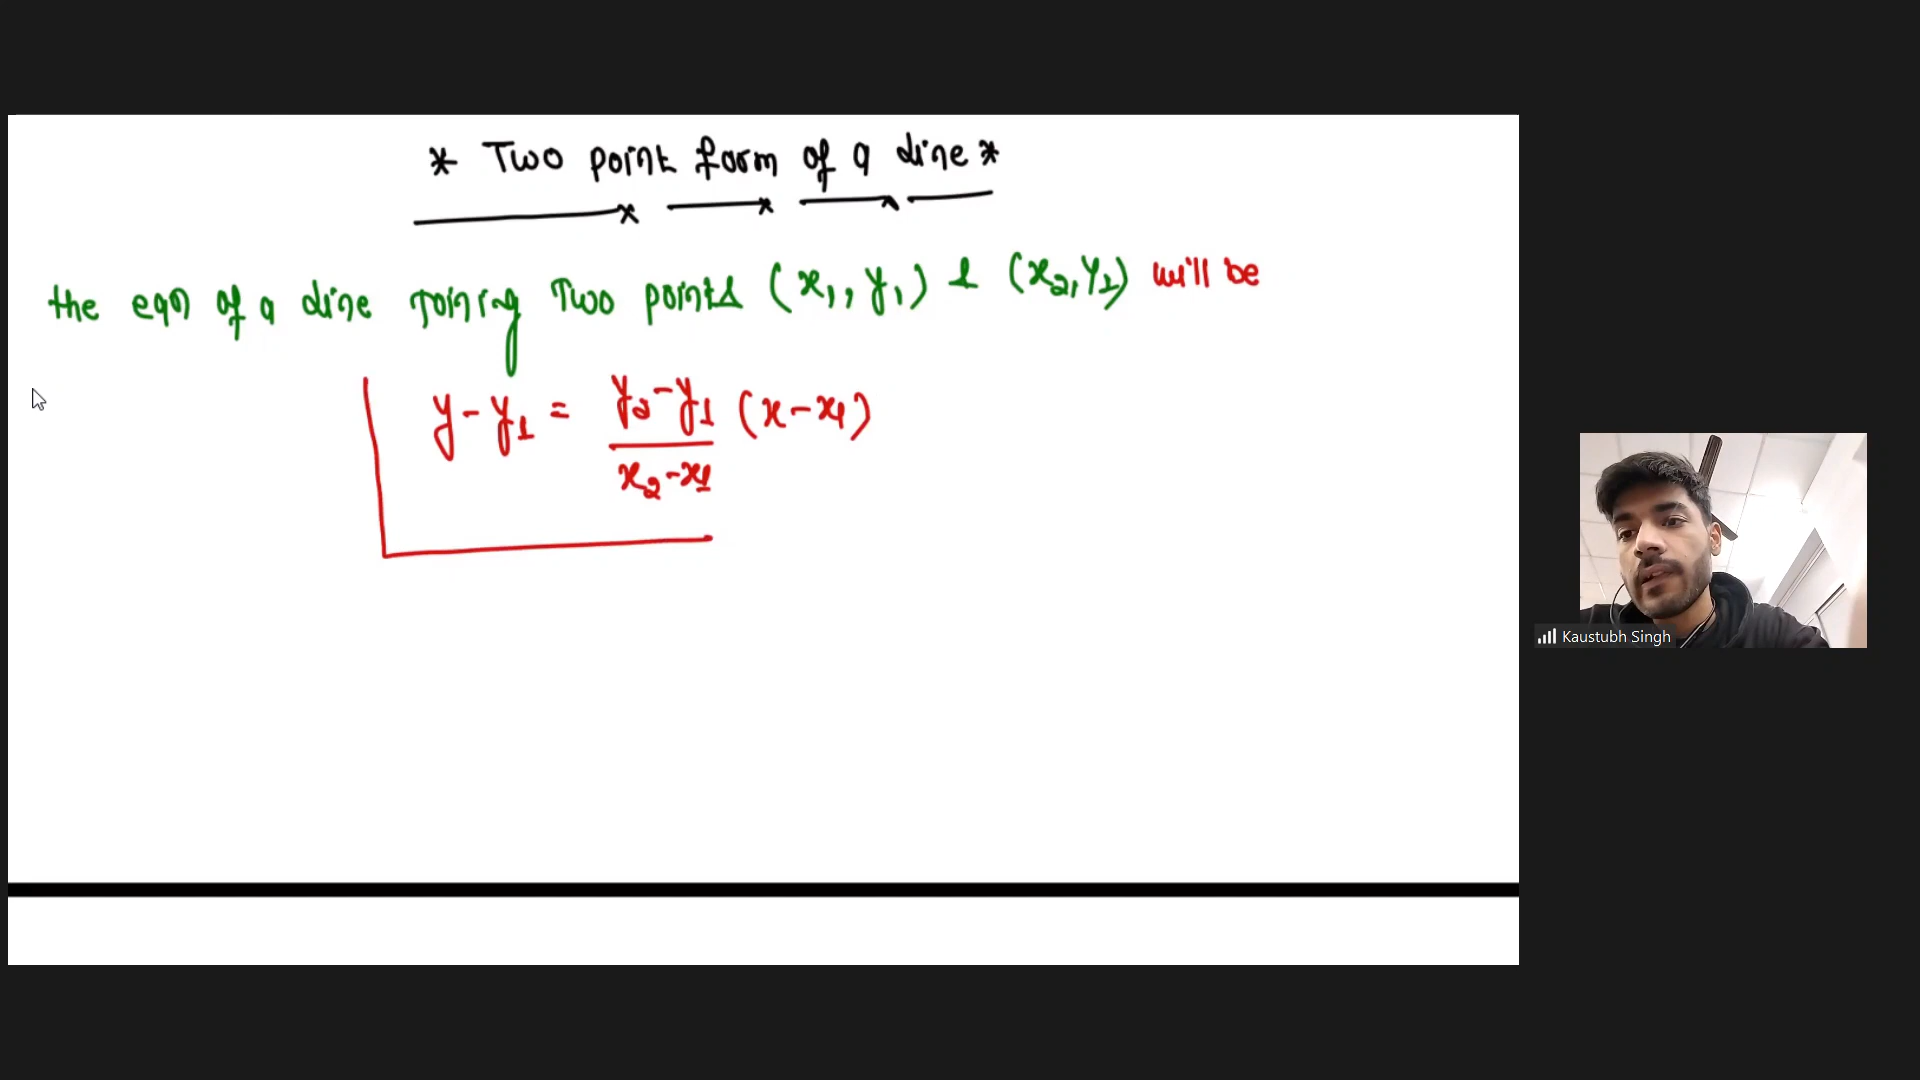 * Two point form of a line *
the eqn of a line Joining Two points (x₁, y₁) & (x₂, y₂) will be
y - y₁ = y₂ - y₁ / x₂ - x₁ (x - x₁)
Kaustubh Singh